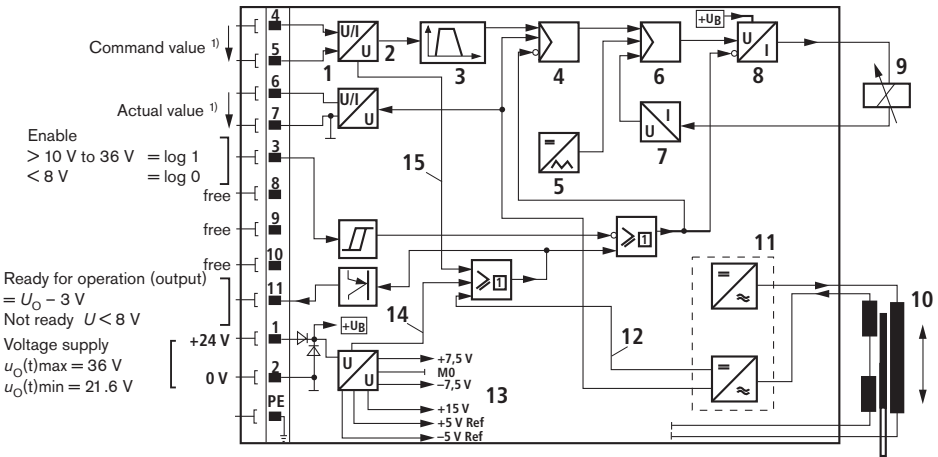 4
Command value 1)
5
U/I
U
1
2
3
4
+UB
U
I
6
8
9
6
Actual value 1)
7
U/I
U
I
U
7
Enable
> 10 V to 36 V = log 1
< 8 V = log 0
3
15
=
5
8
free
9
free
10
free
1
11
Ready for operation (output)
= UO – 3 V
Not ready U < 8 V
11
1
14
12
=
≈
=
≈
10
Voltage supply
uO(t)max = 36 V
uO(t)min = 21.6 V
+24 V
1
0 V
2
PE
+UB
U
U
+7,5 V
M0
–7,5 V
13
+15 V
+5 V Ref
–5 V Ref